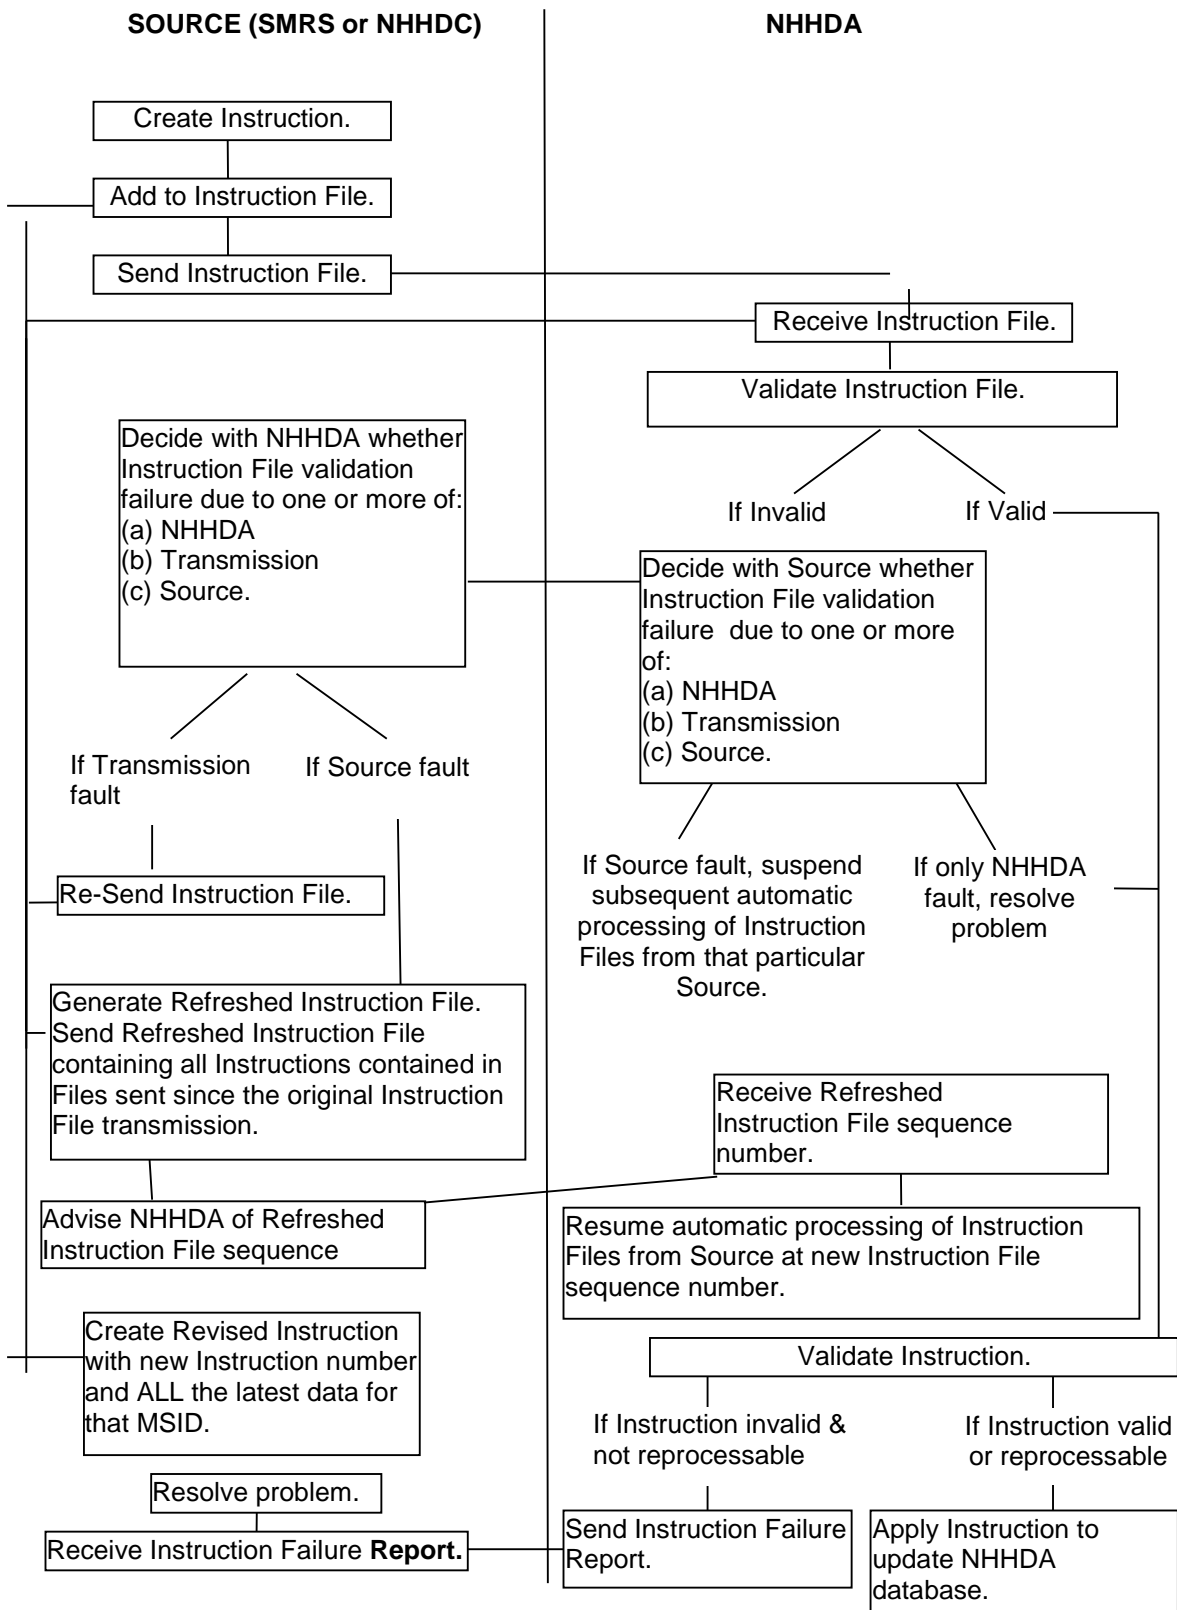 SOURCE (SMRS or NHHDC)
NHHDA
Create Instruction.
Add to Instruction File.
Send Instruction File.
Receive Instruction File.
Validate Instruction File.
If Invalid
If Valid
Decide with NHHDA whether
Instruction File validation
failure due to one or more of:
(a) NHHDA
(b) Transmission
(c) Source.
Decide with Source whether
Instruction File validation
failure due to one or more
of:
(a) NHHDA
(b) Transmission
(c) Source.
If Transmission
fault
If Source fault
If Source fault, suspend
subsequent automatic
processing of Instruction
Files from that particular
Source.
If only NHHDA
fault, resolve
problem
Re-Send Instruction File.
Generate Refreshed Instruction File.
Send Refreshed Instruction File
containing all Instructions contained in
Files sent since the original Instruction
File transmission.
Receive Refreshed
Instruction File sequence
number.
Advise NHHDA of Refreshed
Instruction File sequence
Resume automatic processing of Instruction
Files from Source at new Instruction File
sequence number.
Create Revised Instruction
with new Instruction number
and ALL the latest data for
that MSID.
Validate Instruction.
If Instruction invalid &
not reprocessable
If Instruction valid
or reprocessable
Resolve problem.
Receive Instruction Failure Report.
Send Instruction Failure
Report.
Apply Instruction to
update NHHDA
database.